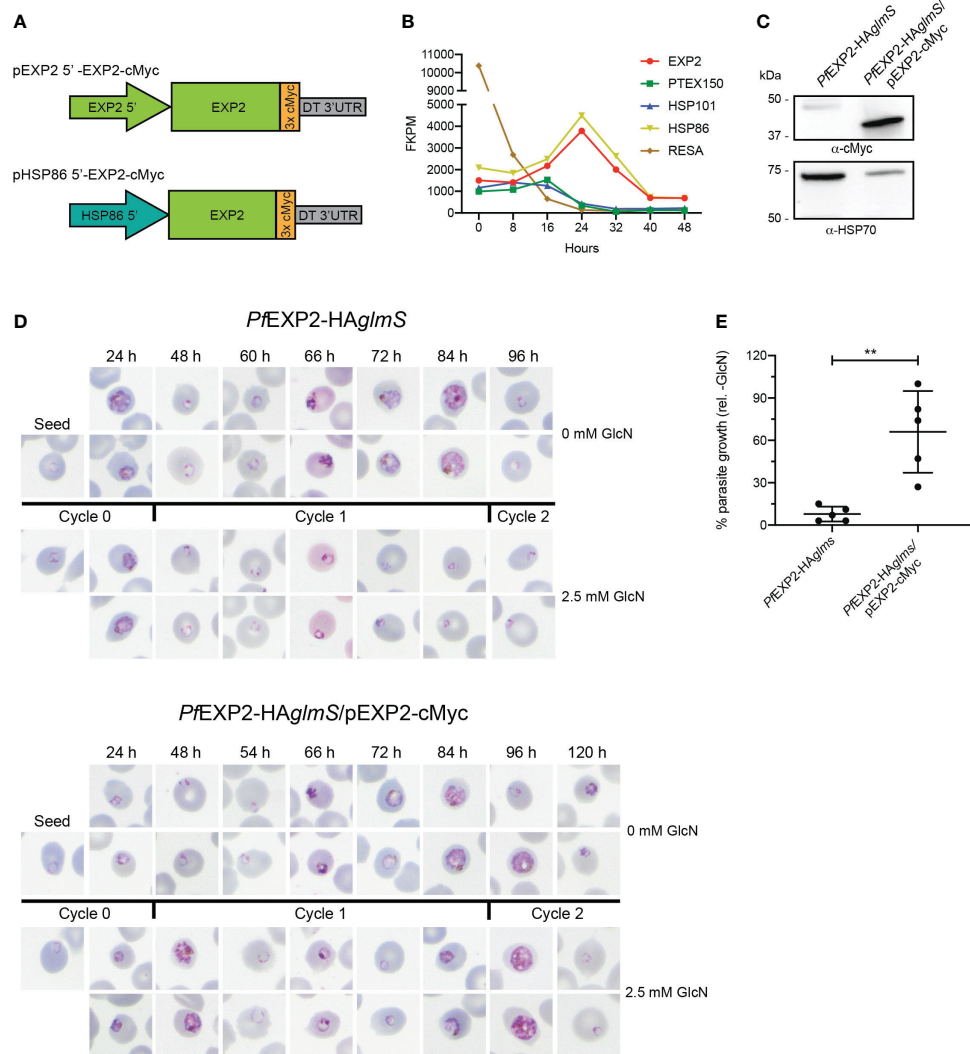 A
pEXP2 5' -EXP2-cMyc
EXP2 5'
EXP2
3x cMyc
DT 3'UTR
pHSP86 5'-EXP2-cMyc
HSP86 5'
EXP2
3x cMyc
DT 3'UTR
B
FKPM
11000
10000
9000
8000
5000
4000
3000
2000
1000
0
0 8 16 24 32 40 48
Hours
EXP2
PTEX150
HSP101
HSP86
RESA
C
PfEXP2-HAglmS
PfEXP2-HAglmS/
pEXP2-cMyc
kDa
50 -
37 -
α-cMyc
75 -
50 -
α-HSP70
D
PfEXP2-HAglmS
24 h 48 h 60 h 66 h 72 h 84 h 96 h
Seed
0 mM GlcN
Cycle 0 Cycle 1 Cycle 2
2.5 mM GlcN
PfEXP2-HAglmS/pEXP2-cMyc
24 h 48 h 54 h 66 h 72 h 84 h 96 h 120 h
Seed
0 mM GlcN
Cycle 0 Cycle 1 Cycle 2
2.5 mM GlcN
E
% parasite growth (rel. -GlcN)
120
90
60
30
0
**
PfEXP2-HAglms
PfEXP2-HAglms/
pEXP2-cMyc